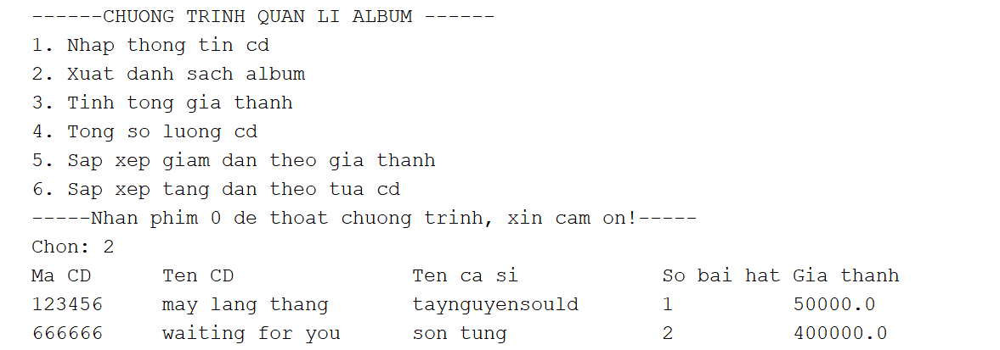 ------CHUONG TRINH QUAN LI ALBUM ------
1. Nhap thong tin cd
2. Xuat danh sach album
3. Tinh tong gia thanh
4. Tong so luong cd
5. Sap xep giam dan theo gia thanh
6. Sap xep tang dan theo tua cd
-----Nhan phim 0 de thoat chuong trinh, xin cam on!-----
Chon: 2
Ma CD      Ten CD               Ten ca si            So bai hat Gia thanh
123456     may lang thang       taynguyensould       1          50000.0
666666     waiting for you      son tung             2          400000.0